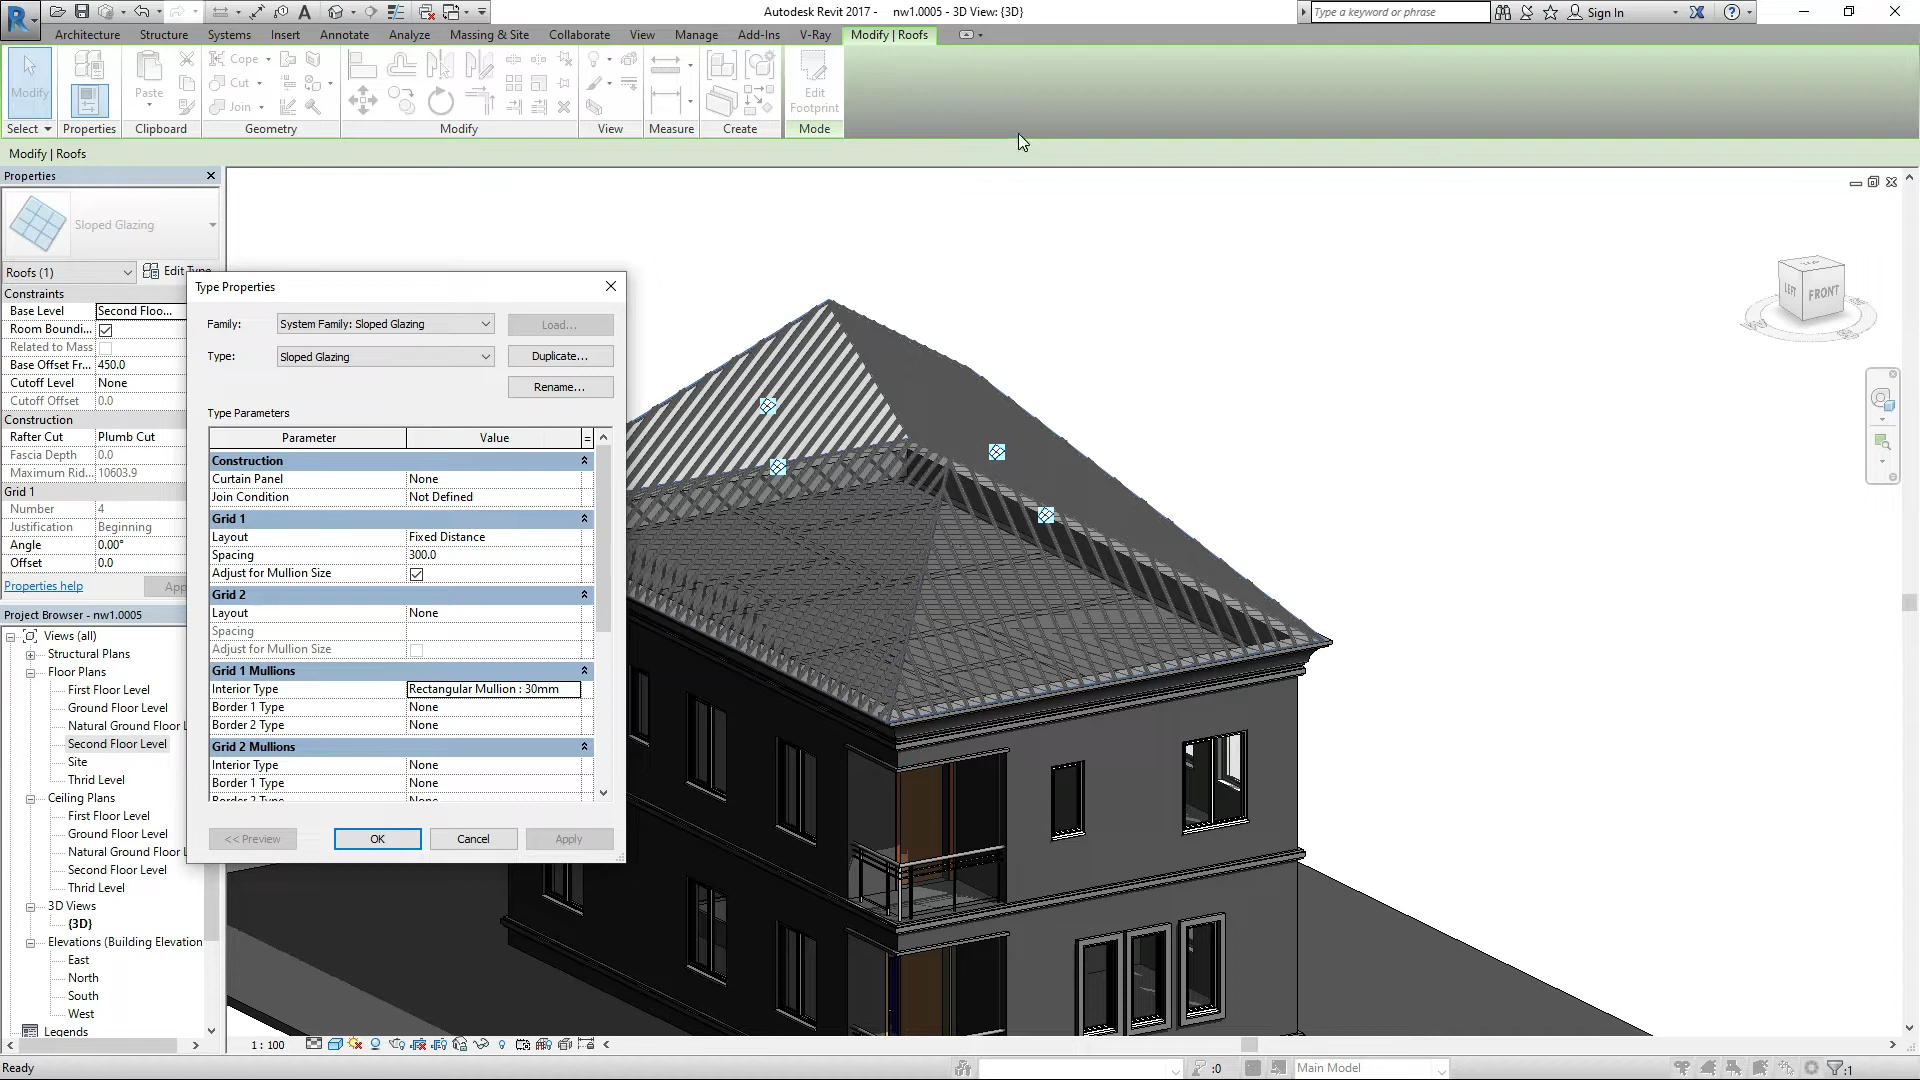 Autodesk Revit 2017 - nw1.0005 - 3D View: {3D}
Type a keyword or phrase
Sign In
Architecture
Structure
Systems
Insert
Annotate
Analyze
Massing & Site
Collaborate
View
Manage
Add-Ins
V-Ray
Modify | Roofs
Modify
Paste
Cope
Cut
Join
Edit
Footprint
Select
Properties
Clipboard
Geometry
Modify
View
Measure
Create
Mode
Modify | Roofs
Properties
Sloped Glazing
Roofs (1)
Edit Type
Constraints
Base Level Second Floo...
Room Boundi...
Related to Mass
Base Offset Fr... 450.0
Cutoff Level None
Cutoff Offset 0.0
Construction
Rafter Cut Plumb Cut
Fascia Depth 0.0
Maximum Rid... 10603.9
Grid 1
Number 4
Justification Beginning
Angle 0.00°
Offset 0.0
Properties help
App
Project Browser - nw1.0005
Views (all)
Structural Plans
Floor Plans
First Floor Level
Ground Floor Level
Natural Ground Floor L
Second Floor Level
Site
Thrid Level
Ceiling Plans
First Floor Level
Ground Floor Level
Natural Ground Floor L
Second Floor Level
Thrid Level
3D Views
{3D}
Elevations (Building Elevation
East
North
South
West
Legends
Type Properties
Family: System Family: Sloped Glazing Load...
Type: Sloped Glazing Duplicate...
Rename...
Type Parameters
Parameter Value =
Construction
Curtain Panel None
Join Condition Not Defined
Grid 1
Layout Fixed Distance
Spacing 300.0
Adjust for Mullion Size
Grid 2
Layout None
Spacing
Adjust for Mullion Size
Grid 1 Mullions
Interior Type Rectangular Mullion : 30mm
Border 1 Type None
Border 2 Type None
Grid 2 Mullions
Interior Type None
Border 1 Type None
Border 2 Type None
<< Preview OK Cancel Apply
TOP
LEFT
FRONT
1 : 100
Ready
:0
Main Model
:1